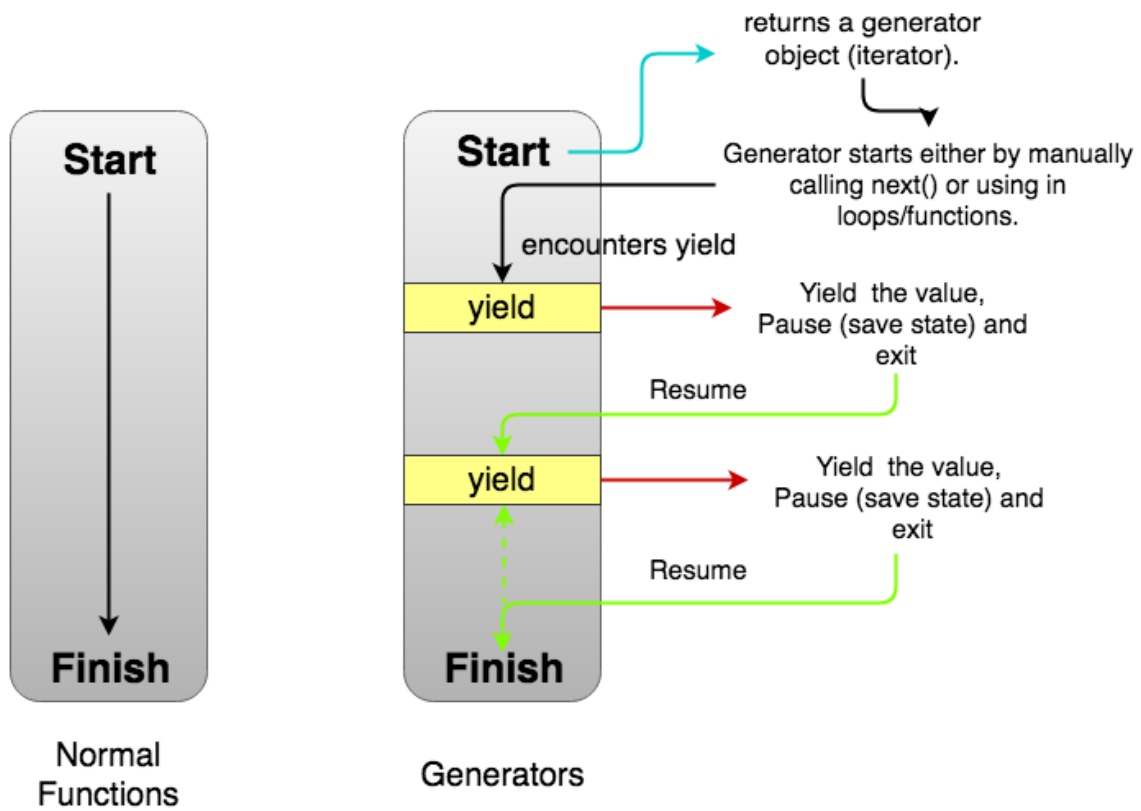 Start
Finish
Normal
Functions
Start
returns a generator
object (iterator).
Generator starts either by manually
calling next() or using in
loops/functions.
encounters yield
yield
Yield  the value,
Pause (save state) and
exit
Resume
yield
Yield  the value,
Pause (save state) and
exit
Resume
Finish
Generators